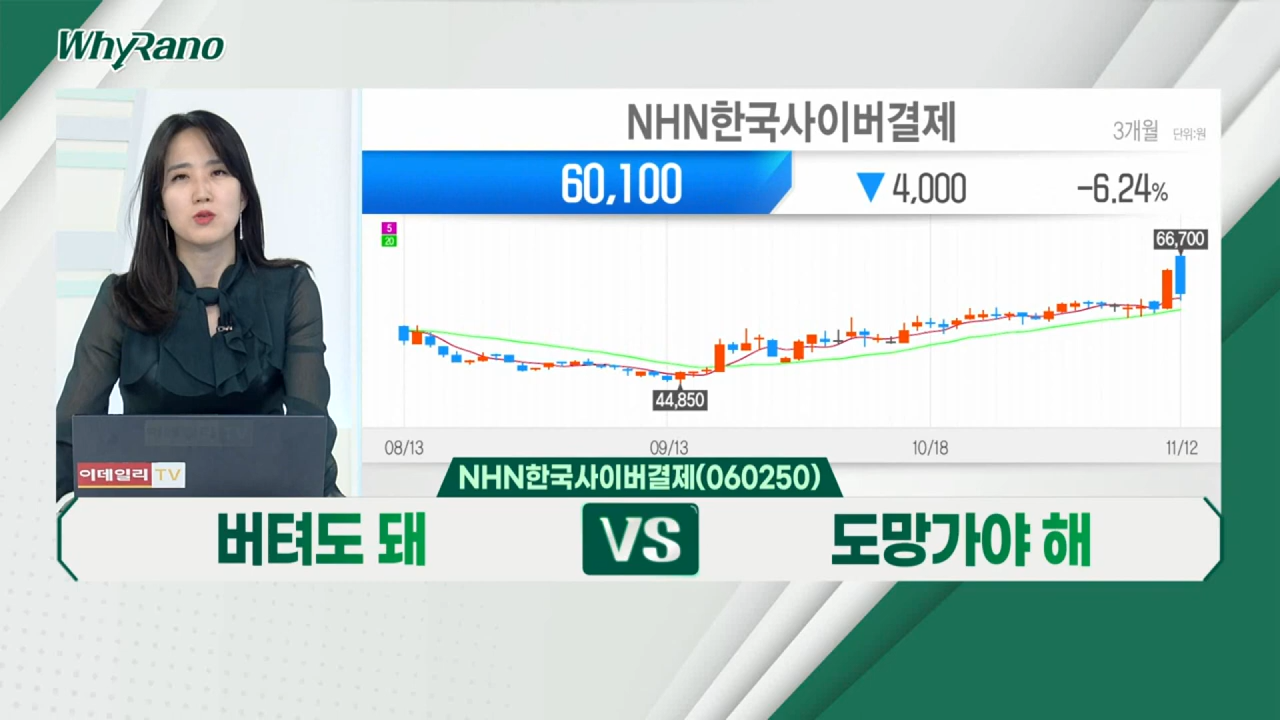 WhyRano
NHN한국사이버결제
3개월 단위:원
60,100 ▼4,000 -6.24%
5
20
66,700
44,850
08/13 09/13 10/18 11/12
이데일리 TV
NHN한국사이버결제(060250)
버텨도 돼 VS 도망가야 해